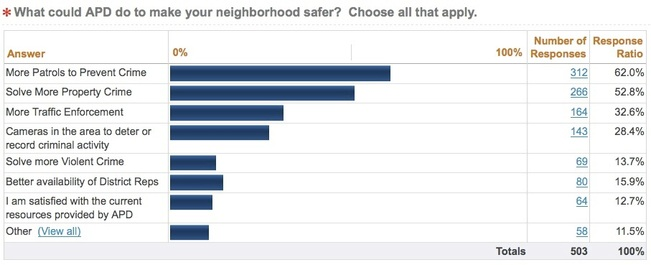 * What could APD do to make your neighborhood safer?  Choose all that apply.
Number of Response
Answer 0% 100% Responses Ratio
More Patrols to Prevent Crime 312 62.0%
Solve More Property Crime 266 52.8%
More Traffic Enforcement 164 32.6%
Cameras in the area to deter or 143 28.4%
record criminal activity
Solve more Violent Crime 69 13.7%
Better availability of District Reps 80 15.9%
I am satisfied with the current 64 12.7%
resources provided by APD
Other (View all) 58 11.5%
Totals 503 100%